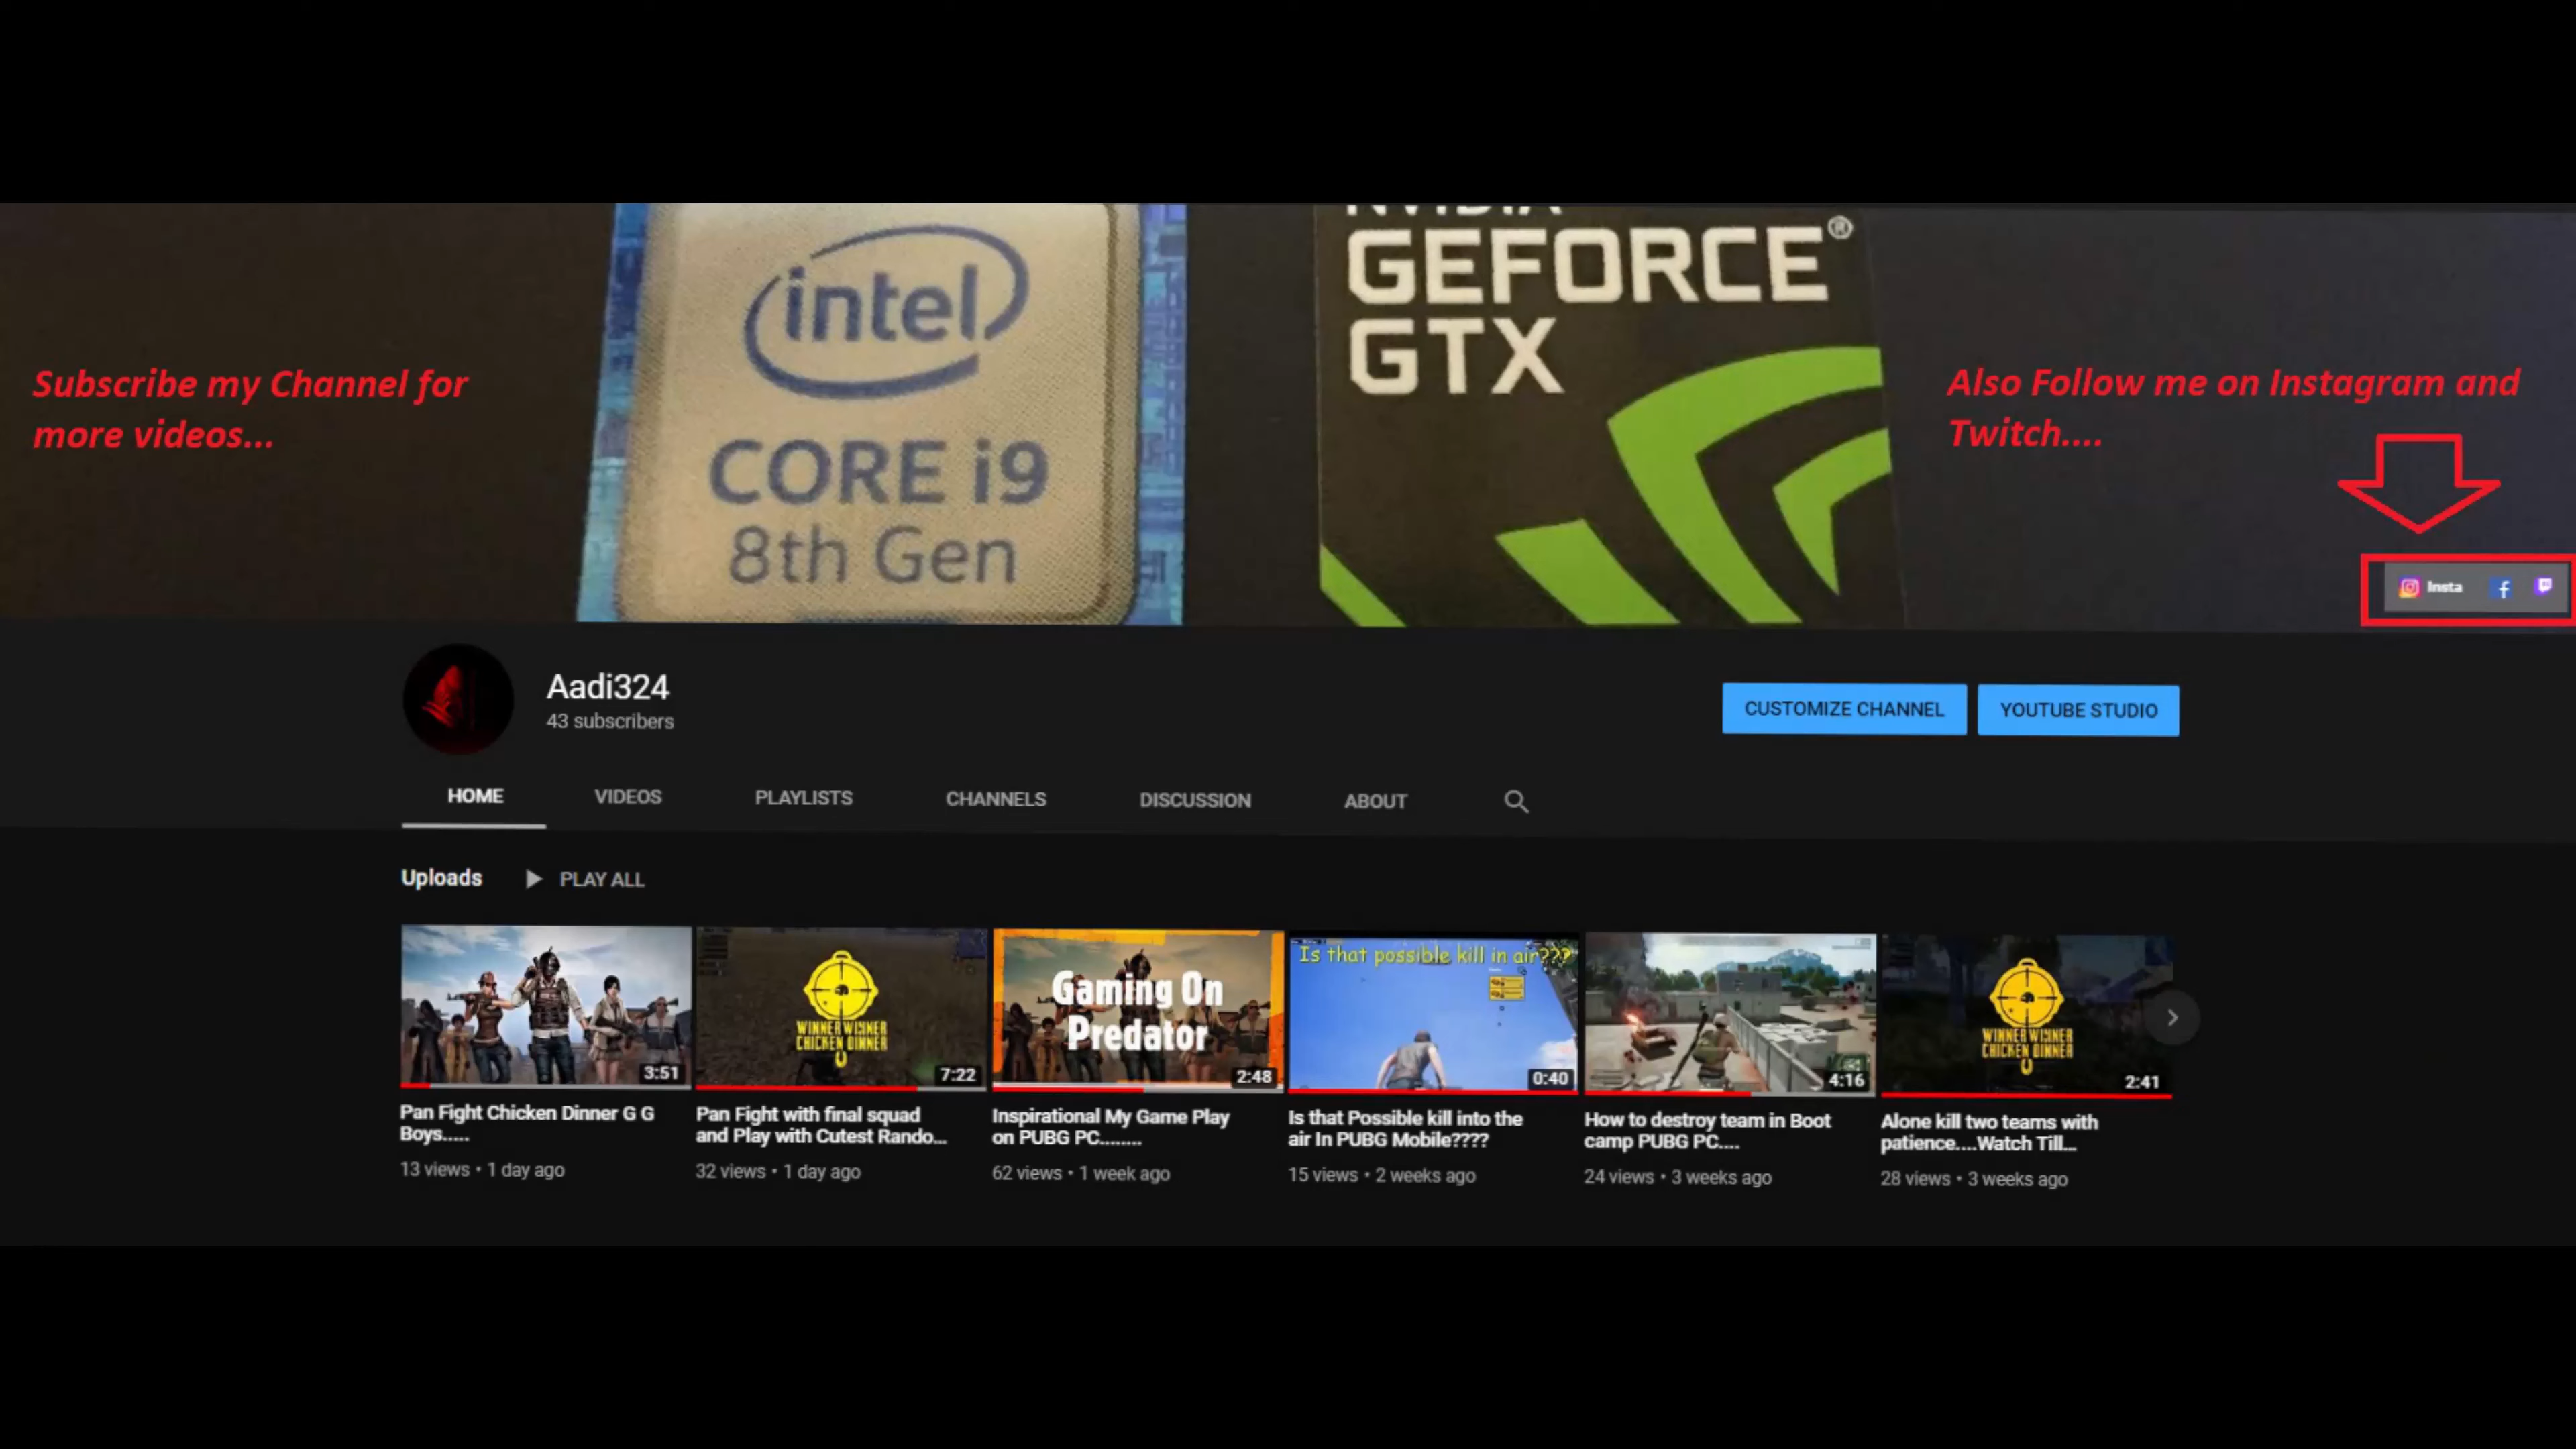 NVIDIA
GEFORCE®
GTX
intel
CORE i9
8th Gen
Subscribe my Channel for
more videos...
Also Follow me on Instagram and
Twitch....
Insta
Aadi324
43 subscribers
CUSTOMIZE CHANNEL
YOUTUBE STUDIO
HOME
VIDEOS
PLAYLISTS
CHANNELS
DISCUSSION
ABOUT
Uploads
PLAY ALL
3:51
WINNER WINNER
CHICKEN DINNER
7:22
Gaming On
Predator
2:48
Is that possible kill in air???
0:40
4:16
WINNER WINNER
CHICKEN DINNER
2:41
Pan Fight Chicken Dinner G G
Boys.....
13 views • 1 day ago
Pan Fight with final squad
and Play with Cutest Rando...
32 views • 1 day ago
Inspirational My Game Play
on PUBG PC........
62 views • 1 week ago
Is that Possible kill into the
air In PUBG Mobile????
15 views • 2 weeks ago
How to destroy team in Boot
camp PUBG PC....
24 views • 3 weeks ago
Alone kill two teams with
patience....Watch Till...
28 views • 3 weeks ago